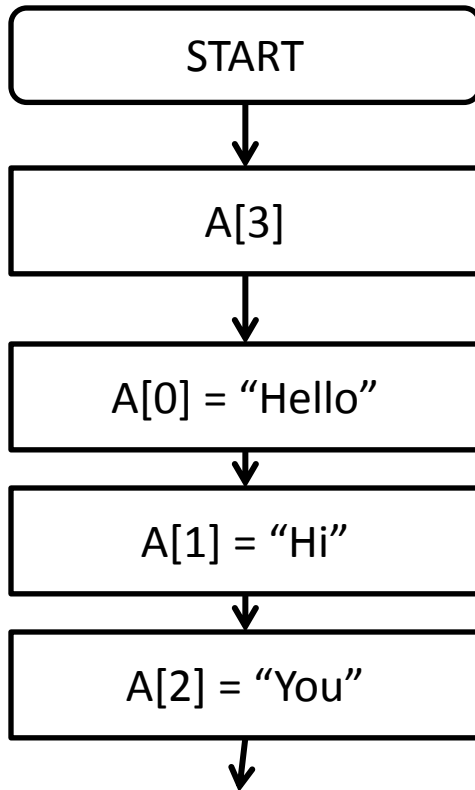 START
A[3]
A[0] = “Hello”
A[1] = “Hi”
A[2] = “You”